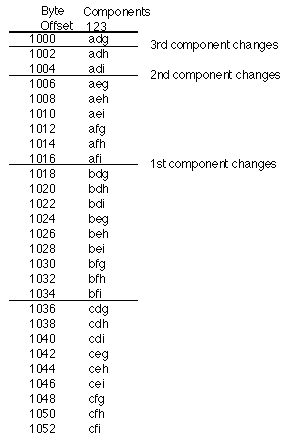 Byte Components
Offset 123
1000 adg
3rd component changes
1002 adh
1004 adi
2nd component changes
1006 aeg
1008 aeh
1010 aei
1012 afg
1014 afh
1016 afi
1st component changes
1018 bdg
1020 bdh
1022 bdi
1024 beg
1026 beh
1028 bei
1030 bfg
1032 bfh
1034 bfi
1036 cdg
1038 cdh
1040 cdi
1042 ceg
1044 ceh
1046 cei
1048 cfg
1050 cfh
1052 cfi